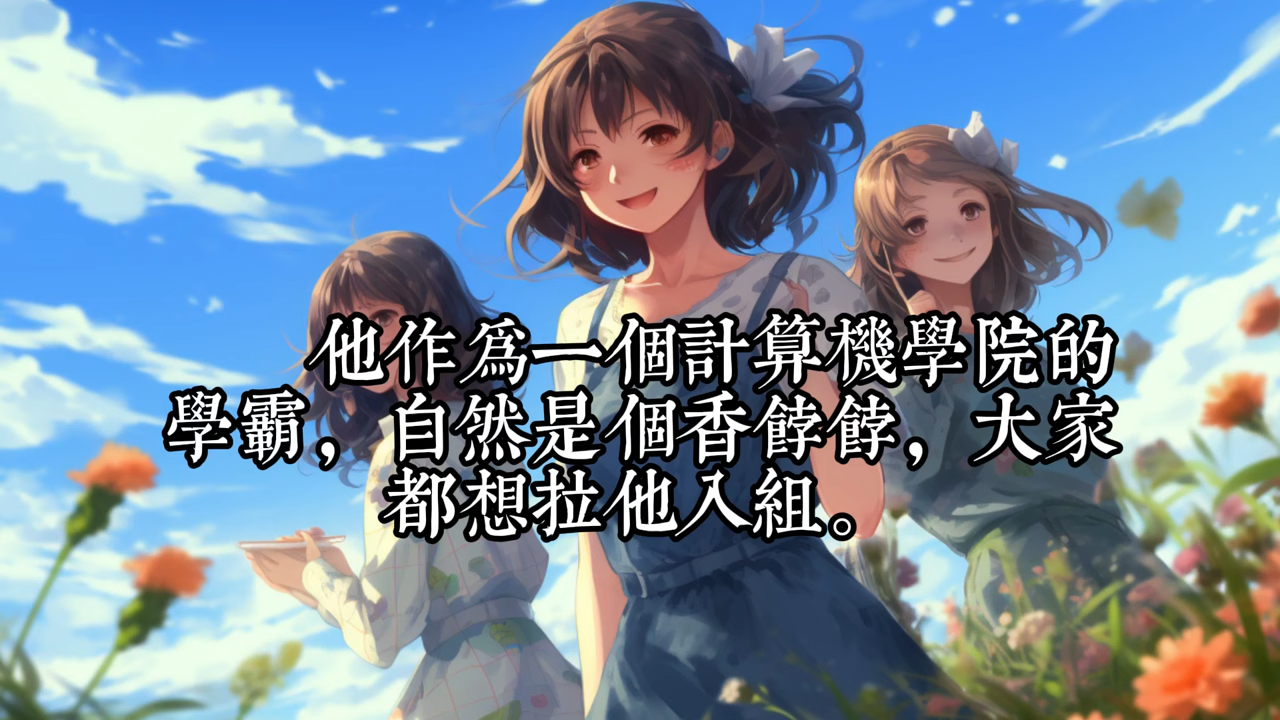 他作爲一個計算機學院的
學霸，自然是個香餑餑，大家
都想拉他入組。